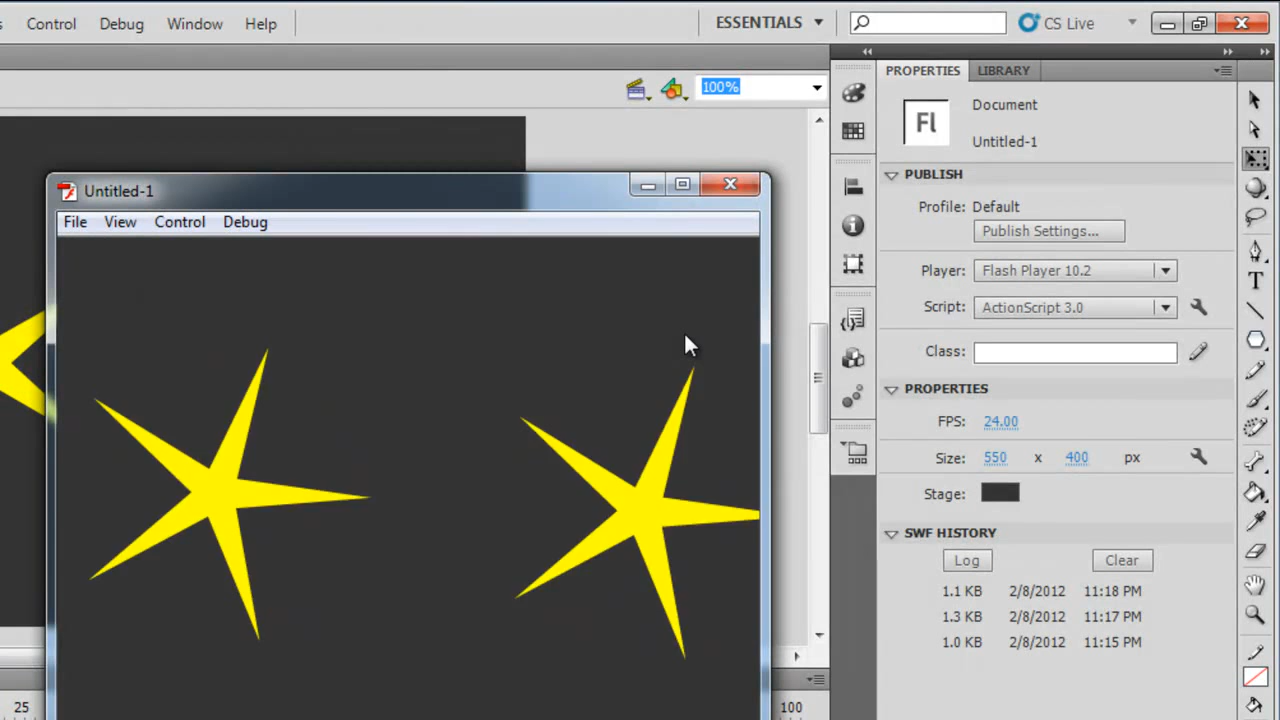 Control Debug Window Help ESSENTIALS CS Live
100%
PROPERTIES LIBRARY
Fl Document
Untitled-1
PUBLISH
Profile: Default
Publish Settings...
Player: Flash Player 10.2
Script: ActionScript 3.0
Class:
PROPERTIES
FPS: 24.00
Size: 550 x 400 px
Stage:
SWF HISTORY
Log Clear
1.1 KB 2/8/2012 11:18 PM
1.3 KB 2/8/2012 11:17 PM
1.0 KB 2/8/2012 11:15 PM
Untitled-1
File View Control Debug
25 100
T